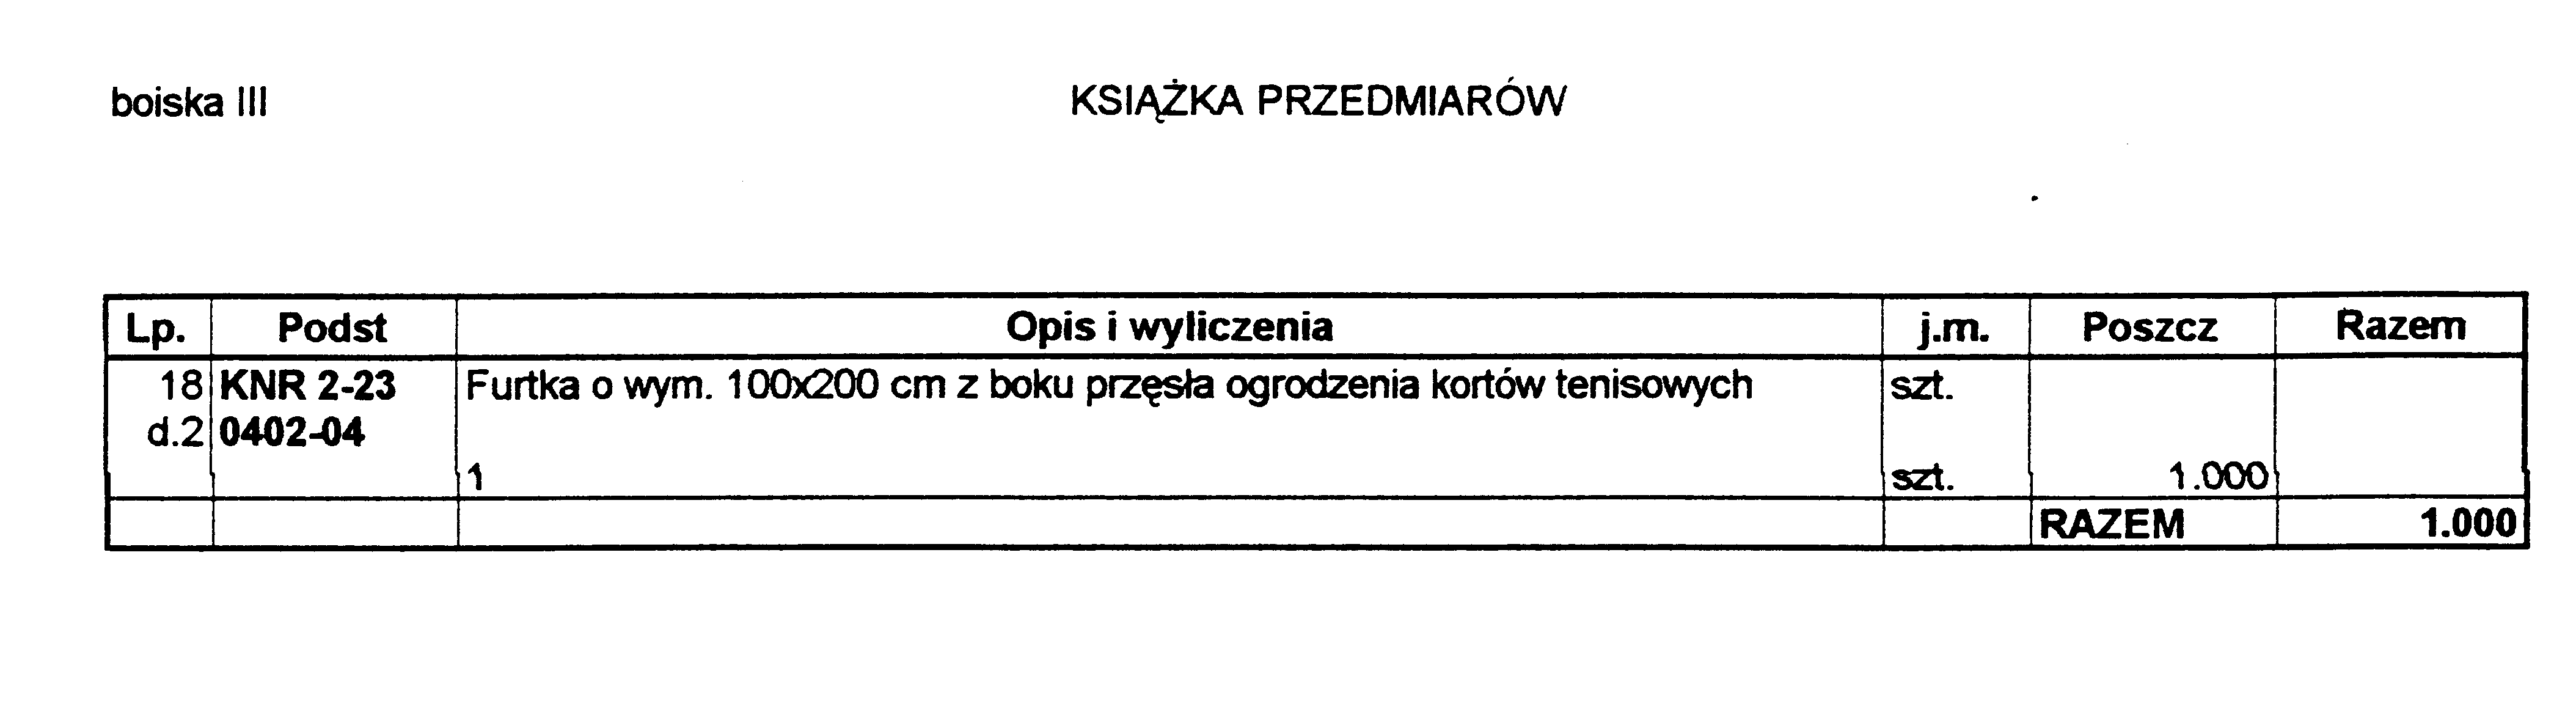 boiska III KSIĄŻKA PRZEDMIARÓW
Lp. Podst Opis i wyliczenia j.m. Poszcz Razem
18 KNR 2-23 Furtka o wym. 100x200 cm z boku przęsła ogrodzenia kortów tenisowych szt.
d.2 0402-04
1 szt. 1.000
RAZEM 1.000